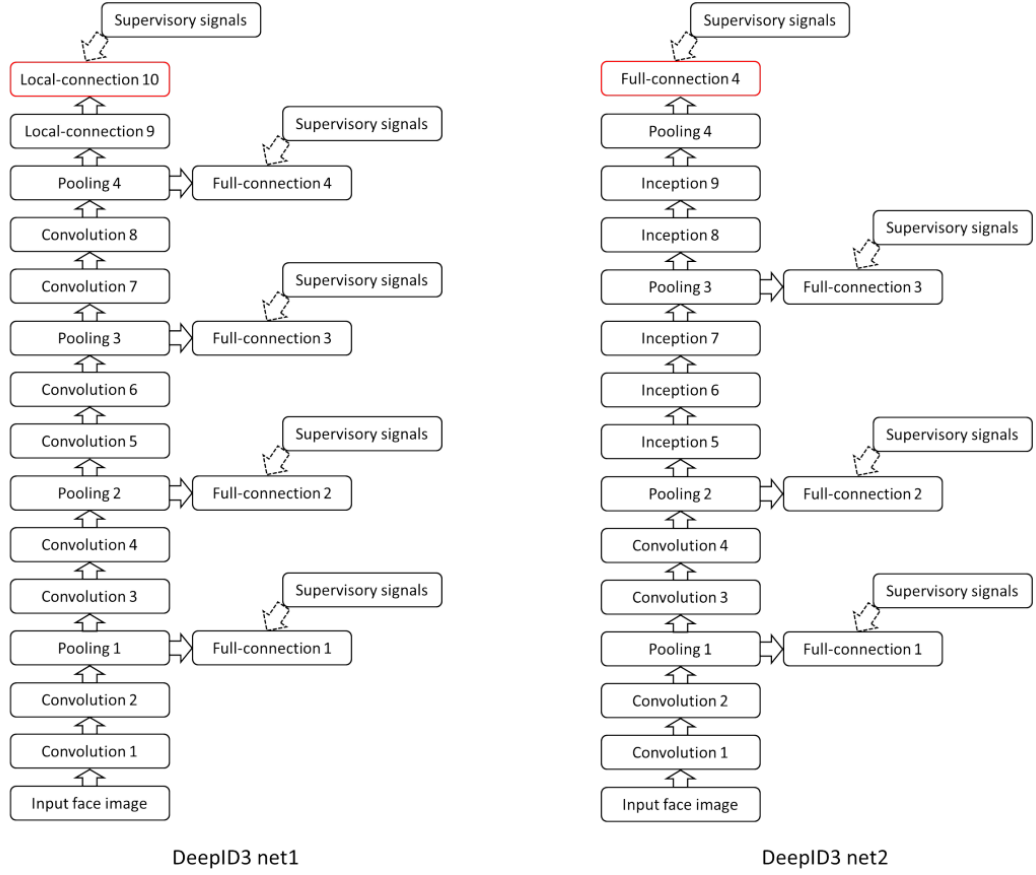 Supervisory signals
Local-connection 10
Local-connection 9
Supervisory signals
Pooling 4
Full-connection 4
Convolution 8
Convolution 7
Supervisory signals
Pooling 3
Full-connection 3
Convolution 6
Convolution 5
Supervisory signals
Pooling 2
Full-connection 2
Convolution 4
Convolution 3
Supervisory signals
Pooling 1
Full-connection 1
Convolution 2
Convolution 1
Input face image
DeepID3 net1
Supervisory signals
Full-connection 4
Pooling 4
Inception 9
Inception 8
Supervisory signals
Pooling 3
Full-connection 3
Inception 7
Inception 6
Inception 5
Supervisory signals
Pooling 2
Full-connection 2
Convolution 4
Convolution 3
Supervisory signals
Pooling 1
Full-connection 1
Convolution 2
Convolution 1
Input face image
DeepID3 net2